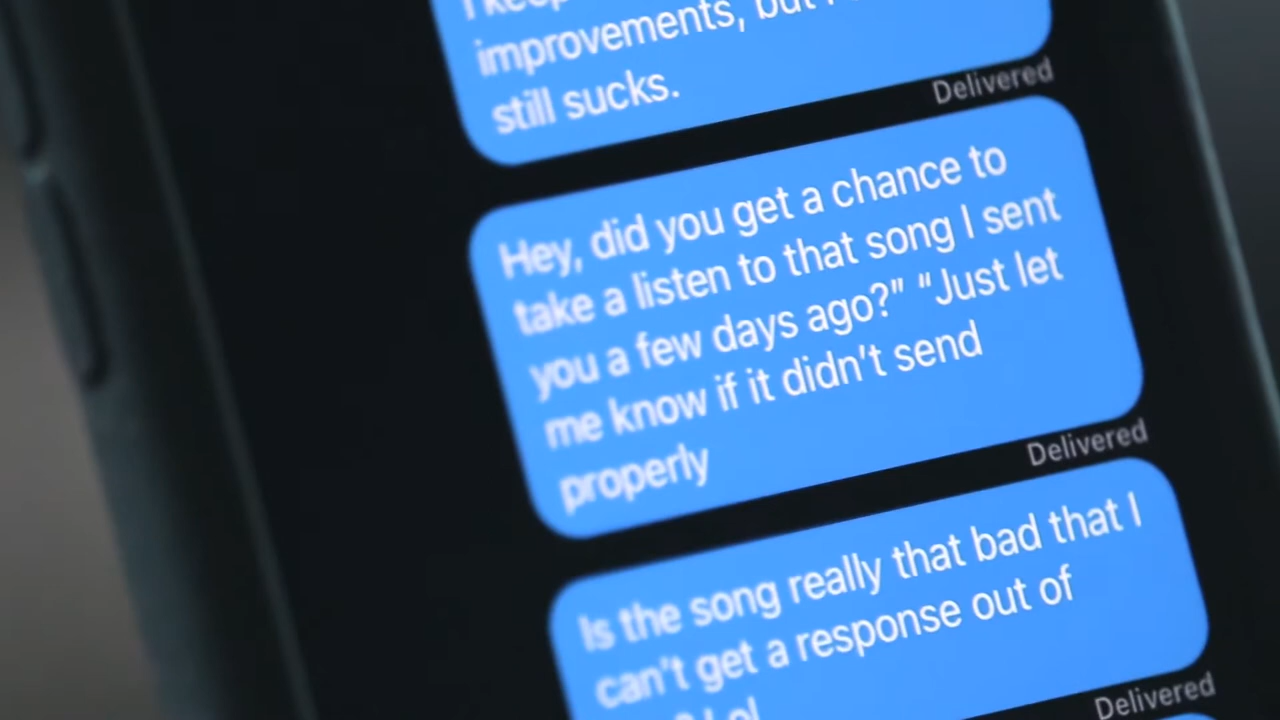 I keep
improvements, but
still sucks.
Delivered
Hey, did you get a chance to
take a listen to that song I sent
you a few days ago?” “Just let
me know if it didn’t send
properly
Delivered
Is the song really that bad that I
can’t get a response out of
Lol
Delivered